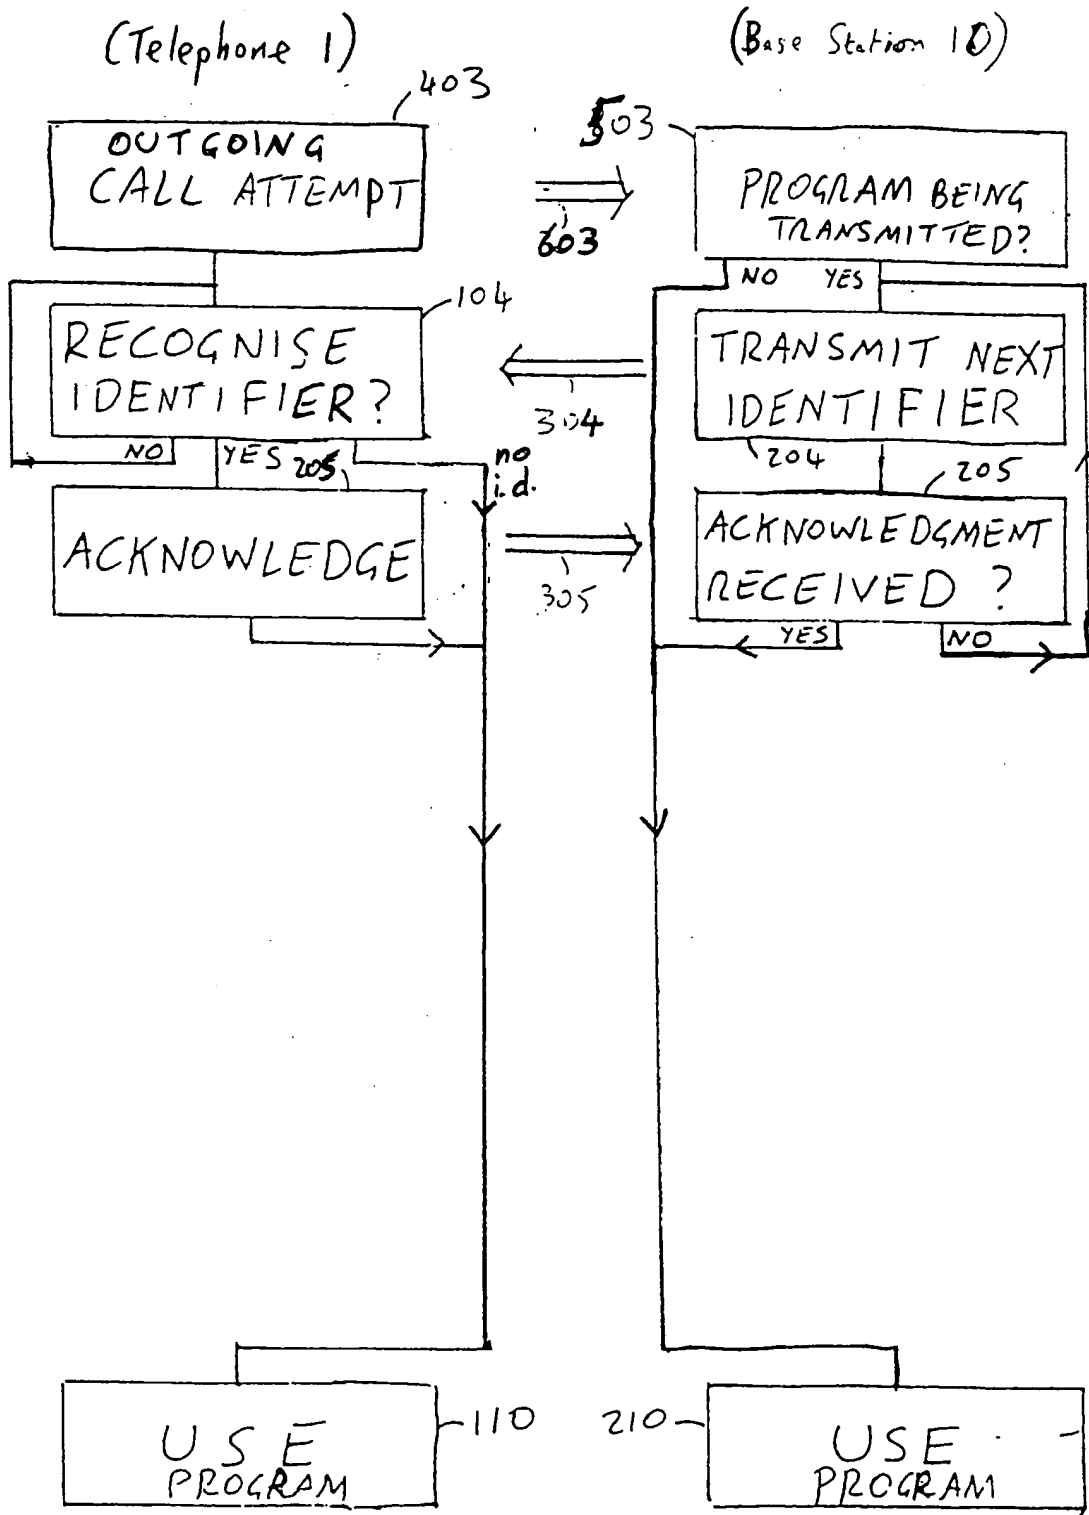 (Telephone 1)
(Base Station 10)
403
503
OUTGOING
CALL ATTEMPT
603
PROGRAM BEING
TRANSMITTED?
NO YES
104
RECOGNISE
IDENTIFIER?
304
TRANSMIT NEXT
IDENTIFIER
NO YES 205
no
i.d.
204
205
ACKNOWLEDGE
305
ACKNOWLEDGMENT
RECEIVED ?
YES NO
110
210
USE
PROGRAM
USE
PROGRAM